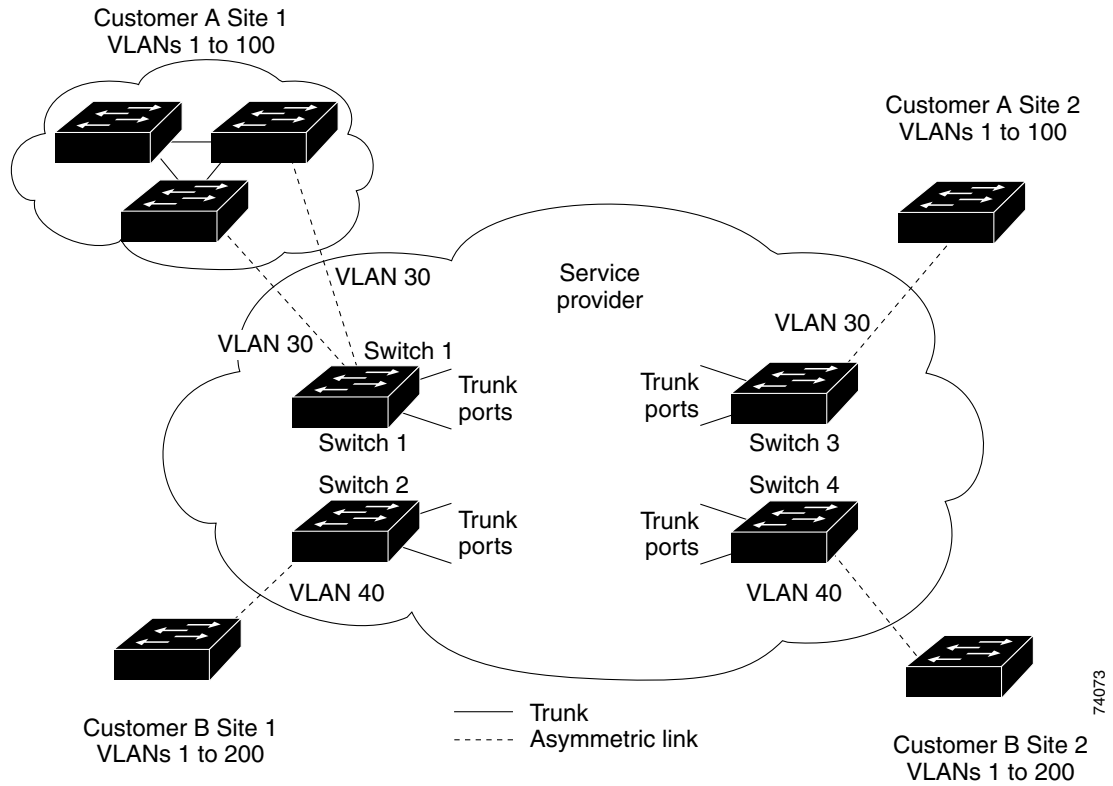 Customer A Site 1
VLANs 1 to 100
Customer A Site 2
VLANs 1 to 100
VLAN 30
Service
provider
VLAN 30
VLAN 30
Switch 1
Trunk
ports
Trunk
ports
Switch 1
Switch 3
Switch 2
Switch 4
Trunk
ports
Trunk
ports
VLAN 40
VLAN 40
74073
Trunk
Asymmetric link
Customer B Site 1
VLANs 1 to 200
Customer B Site 2
VLANs 1 to 200